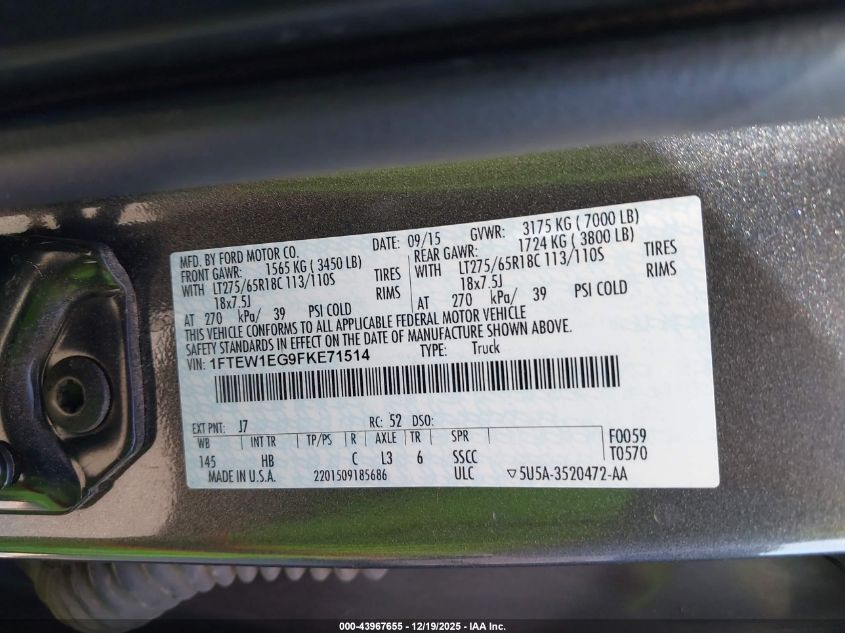 MFD. BY FORD MOTOR CO. DATE: 09/15 GVWR: 3175 KG ( 7000 LB)
FRONT GAWR: 1565 KG ( 3450 LB) REAR GAWR: 1724 KG ( 3800 LB)
WITH LT275/65R18C 113/110S TIRES WITH LT275/65R18C 113/110S TIRES
18x7.5J RIMS 18x7.5J RIMS
AT 270 kPa/ 39 PSI COLD AT 270 kPa/ 39 PSI COLD
THIS VEHICLE CONFORMS TO ALL APPLICABLE FEDERAL MOTOR VEHICLE
SAFETY STANDARDS IN EFFECT ON THE DATE OF MANUFACTURE SHOWN ABOVE.
VIN: 1FTEW1EG9FKE71514 TYPE: Truck
EXT PNT: J7 RC: 52 DSO:
WB INT TR TP/PS R AXLE TR SPR F0059
145 HB C L3 6 SSCC T0570
MADE IN U.S.A. 2201509185686 ULC ▽5U5A-3520472-AA
000-43967655 - 12/19/2025 - IAA Inc.